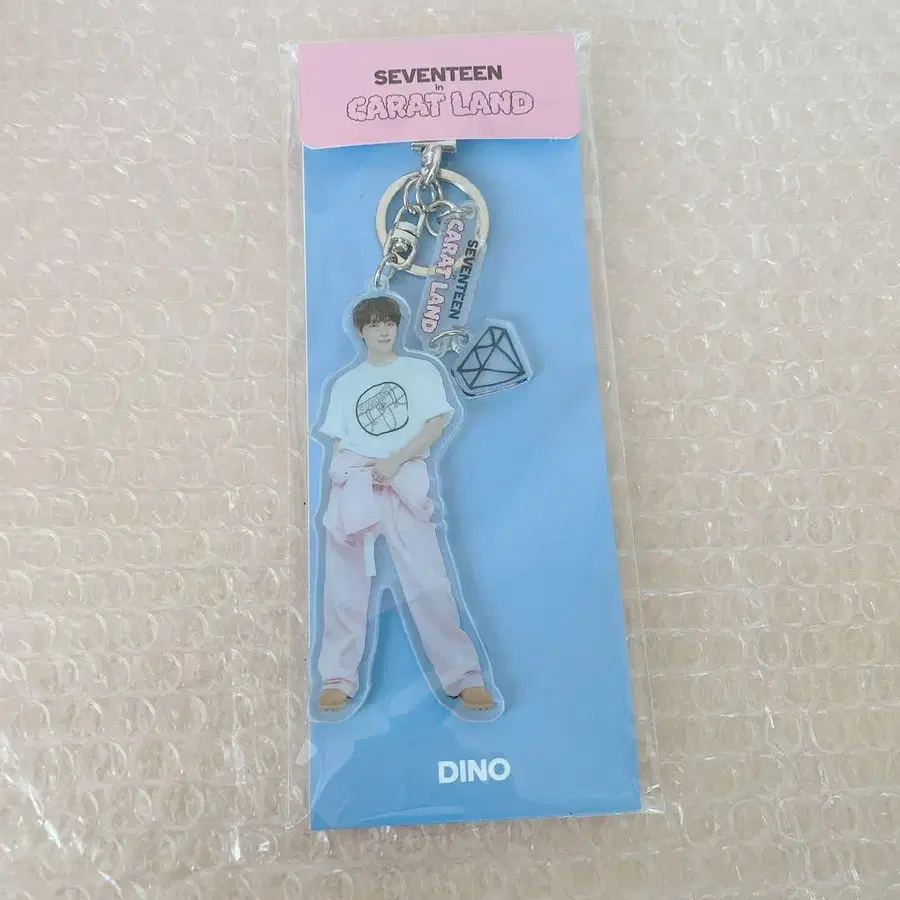 SEVENTEEN
in
CARAT LAND
SEVENTEEN
CARAT LAND
DINO